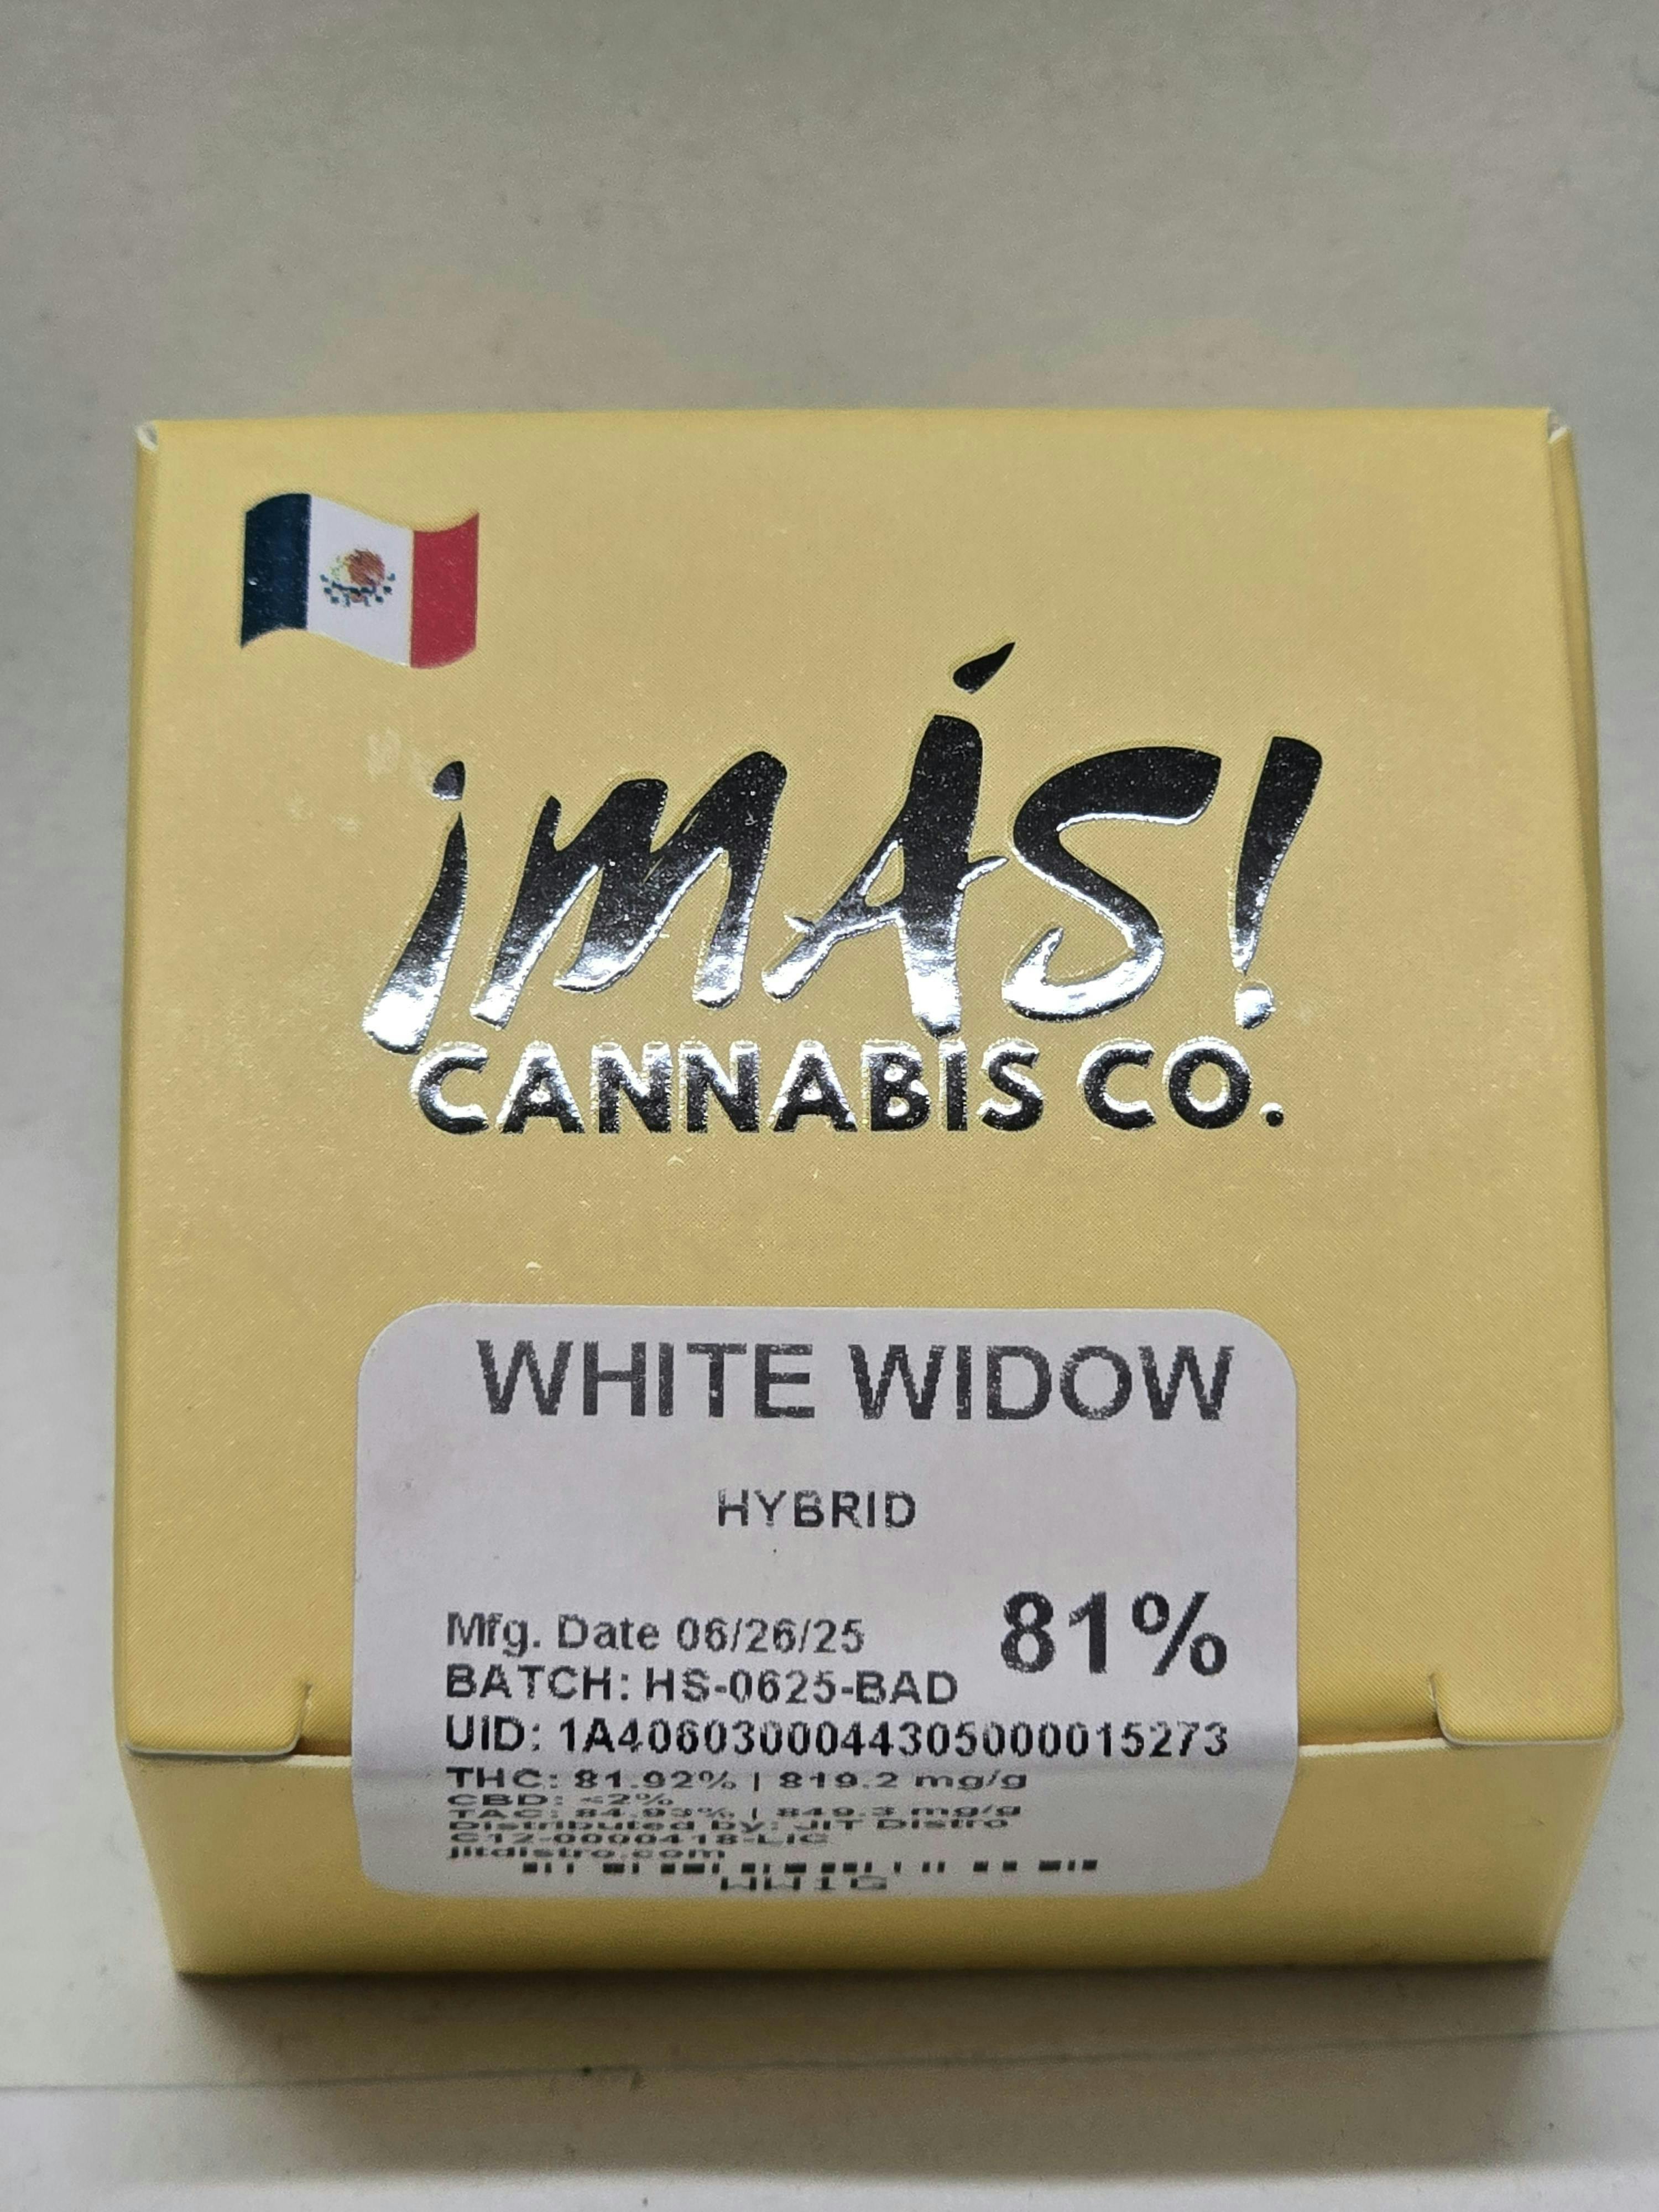 ¡MÁS!
CANNABIS CO.
WHITE WIDOW
HYBRID
81%
Mfg. Date 06/26/25
BATCH: HS-0625-BAD
UID: 1A4060300044305000015273
THC: 81.92% | 819.2 mg/g
CBD: <2%
TAC: 84.93% | 849.3 mg/g
Distributed by: JIT Distro
C12-0000418-LIC
jitdistro.com
WW1G